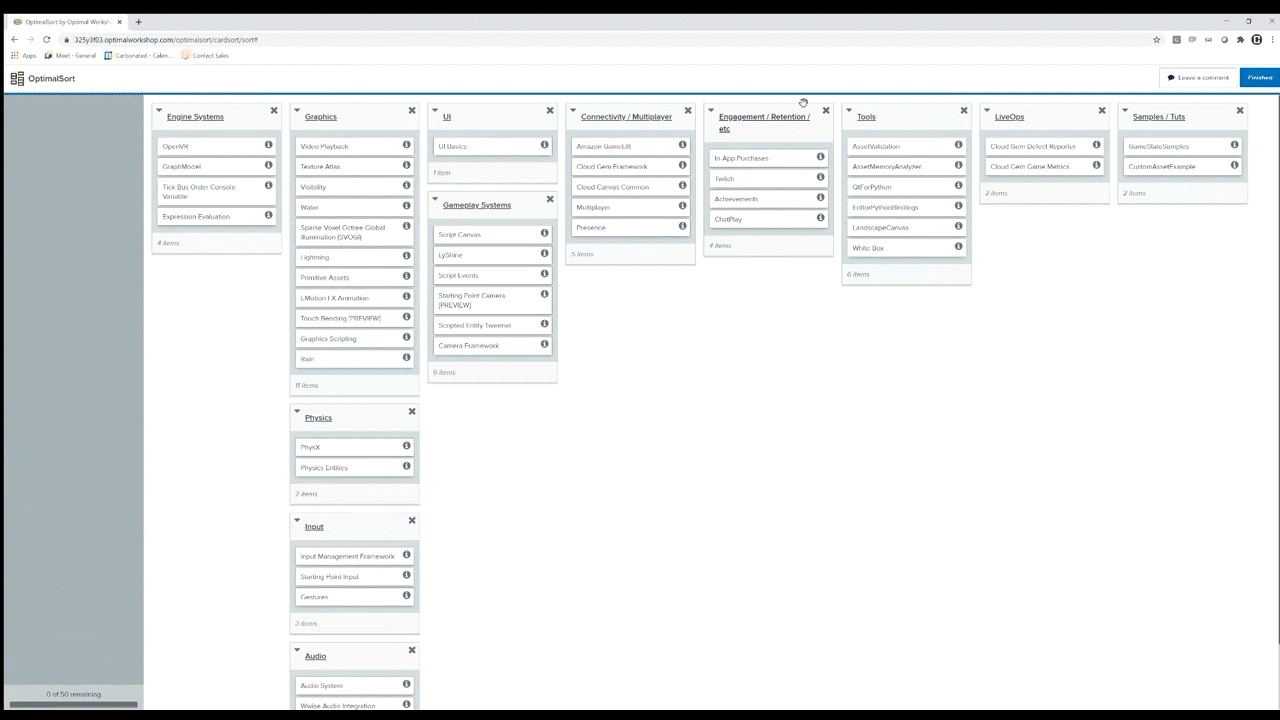 OptimalSort by Optimal Worksh
325y3f03.optimalworkshop.com/optimalsort/cardsort/sort#
Apps
Meet - General
Carbonated - Calen...
Contact Sales
OptimalSort
Leave a comment
Finished
Engine Systems
OpenVR
GraphModel
Tick Bus Order Console
Variable
Expression Evaluation
4 items
Graphics
Video Playback
Texture Atlas
Visibility
Water
Sparse Voxel Octree Global
Illumination (SVOGI)
Lightning
Primitive Assets
LMotion FX Animation
Touch Bending [PREVIEW]
Graphics Scripting
Rain
11 items
Physics
PhysX
Physics Entities
2 items
Input
Input Management Framework
Starting Point Input
Gestures
3 items
Audio
Audio System
Wwise Audio Integration
UI
UI Basics
1 item
Gameplay Systems
Script Canvas
LyShine
Script Events
Starting Point Camera
[PREVIEW]
Scripted Entity Tweener
Camera Framework
6 items
Connectivity / Multiplayer
Amazon GameLift
Cloud Gem Framework
Cloud Canvas Common
Multiplayer
Presence
5 items
Engagement / Retention /
etc
In App Purchases
Twitch
Achievements
ChatPlay
4 items
Tools
AssetValidation
AssetMemoryAnalyzer
QtForPython
EditorPythonBindings
LandscapeCanvas
White Box
6 items
LiveOps
Cloud Gem Defect Reporter
Cloud Gem Game Metrics
2 items
Samples / Tuts
GameStateSamples
CustomAssetExample
2 items
0 of 50 remaining